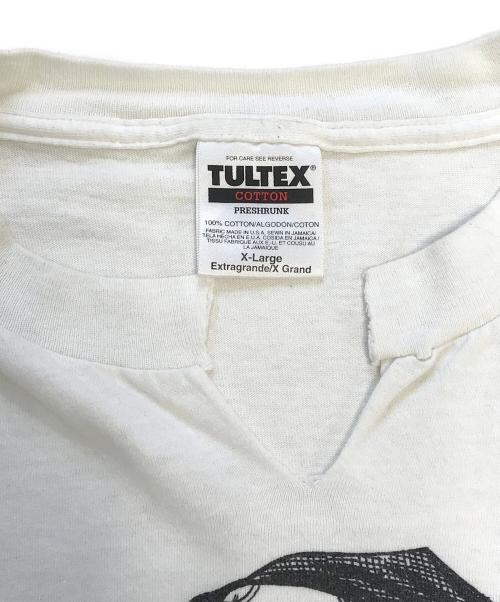 FOR CARE SEE REVERSE
TULTEX®
COTTON
PRESHRUNK
100% COTTON/ALGODON/COTON
FABRIC MADE IN U.S.A. SEWN IN JAMAICA/
TELA HECHA EN E.U.A. COSIDA EN JAMAICA/
TISSU FABRIQUE AUX E.-U. ET COUSU AU
LA JAMAIQUE
X-Large
Extragrande/X Grand